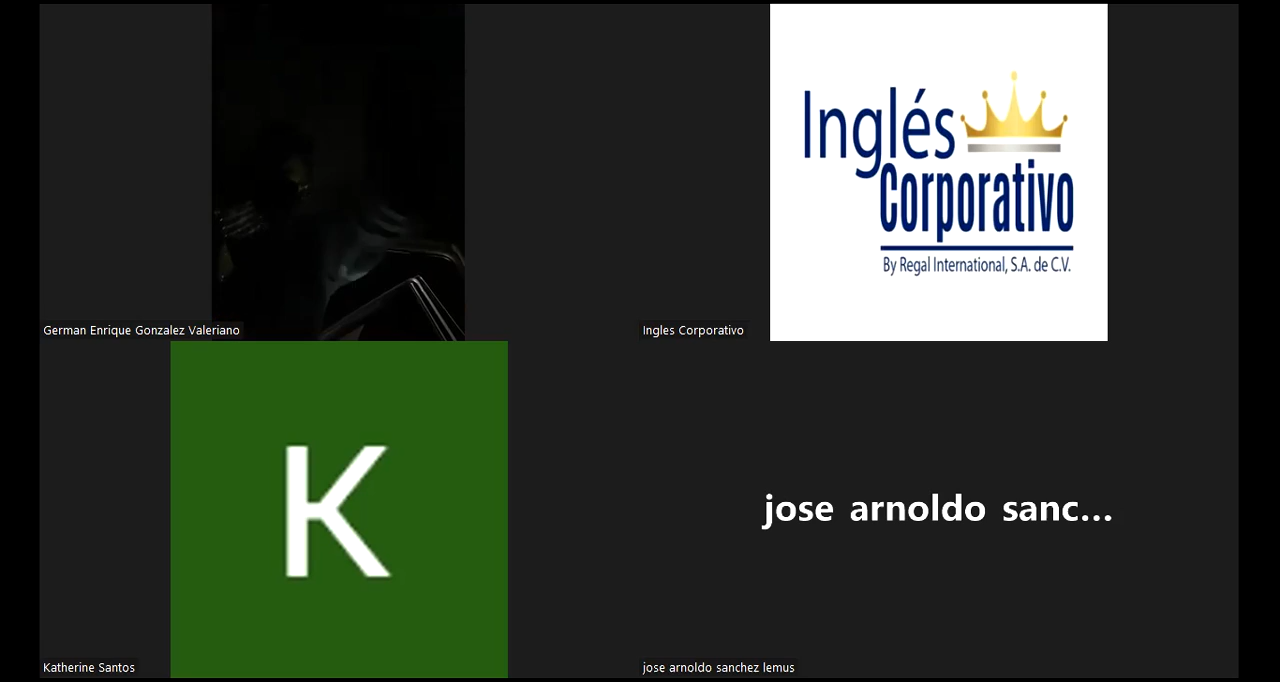 Inglés
Corporativo
By Regal International, S.A. de C.V.
German Enrique Gonzalez Valeriano
Ingles Corporativo
K
jose arnoldo sanc...
Katherine Santos
jose arnoldo sanchez lemus